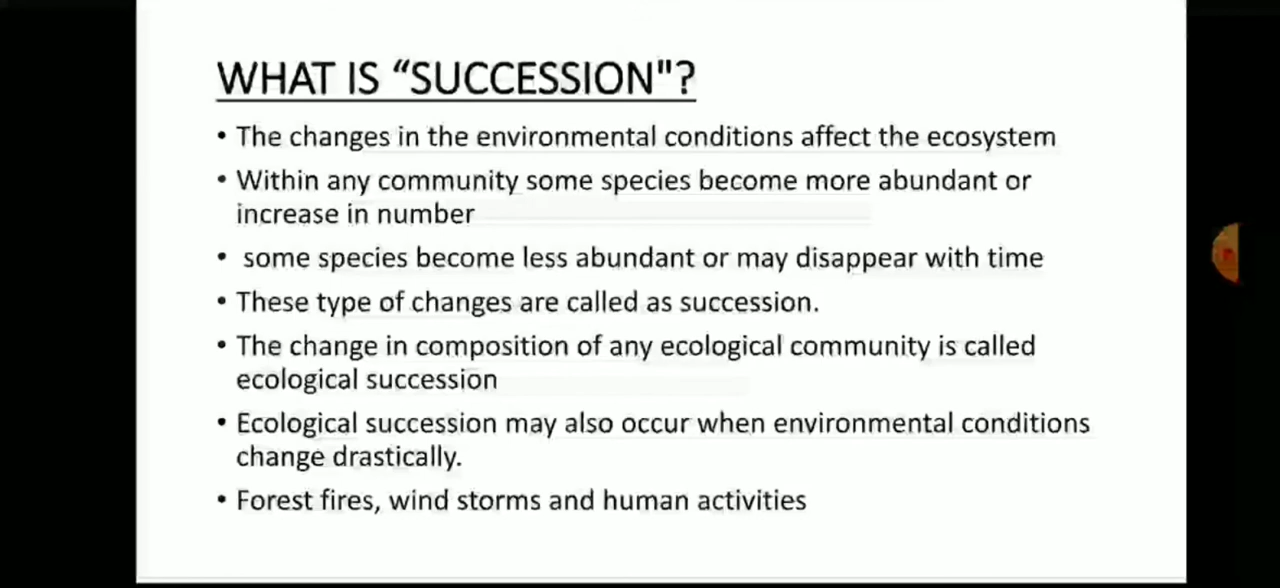 WHAT IS “SUCCESSION"?
• The changes in the environmental conditions affect the ecosystem
• Within any community some species become more abundant or
increase in number
• some species become less abundant or may disappear with time
• These type of changes are called as succession.
• The change in composition of any ecological community is called
ecological succession
• Ecological succession may also occur when environmental conditions
change drastically.
• Forest fires, wind storms and human activities